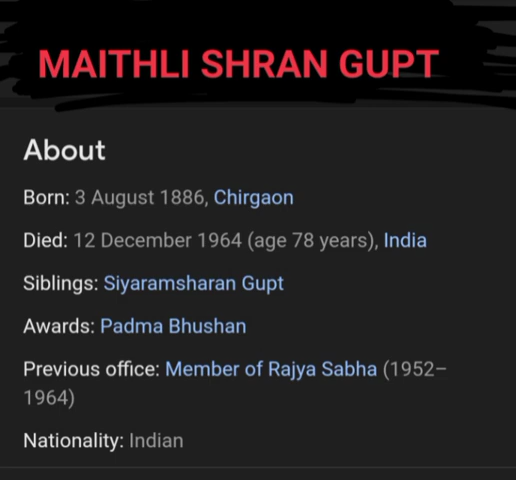 MAITHLI SHRAN GUPT
About
Born: 3 August 1886, Chirgaon
Died: 12 December 1964 (age 78 years), India
Siblings: Siyaramsharan Gupt
Awards: Padma Bhushan
Previous office: Member of Rajya Sabha (1952–
1964)
Nationality: Indian